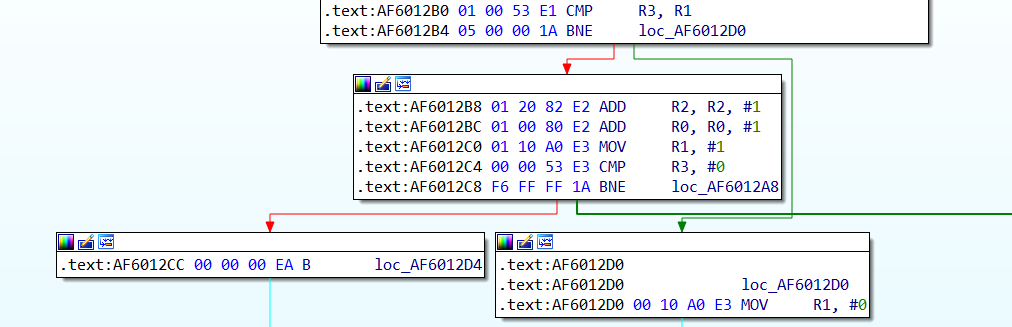 .text:AF6012B0 01 00 53 E1 CMP R3, R1
.text:AF6012B4 05 00 00 1A BNE loc_AF6012D0
.text:AF6012B8 01 20 82 E2 ADD R2, R2, #1
.text:AF6012BC 01 00 80 E2 ADD R0, R0, #1
.text:AF6012C0 01 10 A0 E3 MOV R1, #1
.text:AF6012C4 00 00 53 E3 CMP R3, #0
.text:AF6012C8 F6 FF FF 1A BNE loc_AF6012A8
.text:AF6012CC 00 00 00 EA B loc_AF6012D4
.text:AF6012D0
.text:AF6012D0 loc_AF6012D0
.text:AF6012D0 00 10 A0 E3 MOV R1, #0